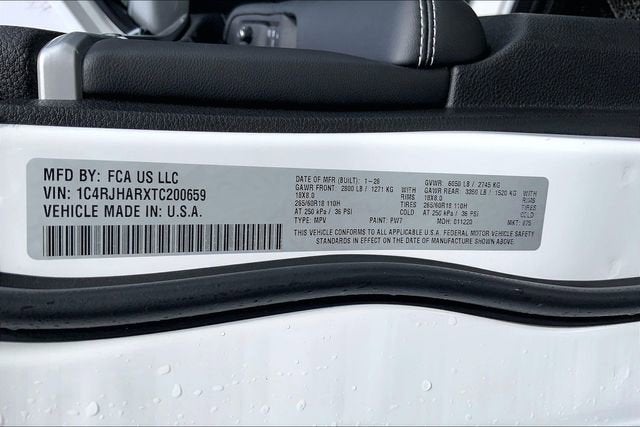 MFD BY: FCA US LLC
VIN: 1C4RJHARXTC200659
VEHICLE MADE IN: U.S.A.
DATE OF MFR (BUILT): 1-26
GAWR FRONT: 2800 LB / 1271 KG
18X8.0 RIMS
265/60R18 110H TIRES
AT 250 kPa / 36 PSI COLD
TYPE: MPV PAINT: PW7
GVWR: 6050 LB / 2745 KG
GAWR REAR: 3350 LB / 1520 KG
18X8.0 RIMS
265/60R18 110H TIRES
AT 250 kPa / 36 PSI COLD
MDH: 011220 MKT: 875
THIS VEHICLE CONFORMS TO ALL APPLICABLE U.S.A. FEDERAL MOTOR VEHICLE SAFETY
STANDARDS IN EFFECT ON THE DATE OF MANUFACTURE SHOWN ABOVE.